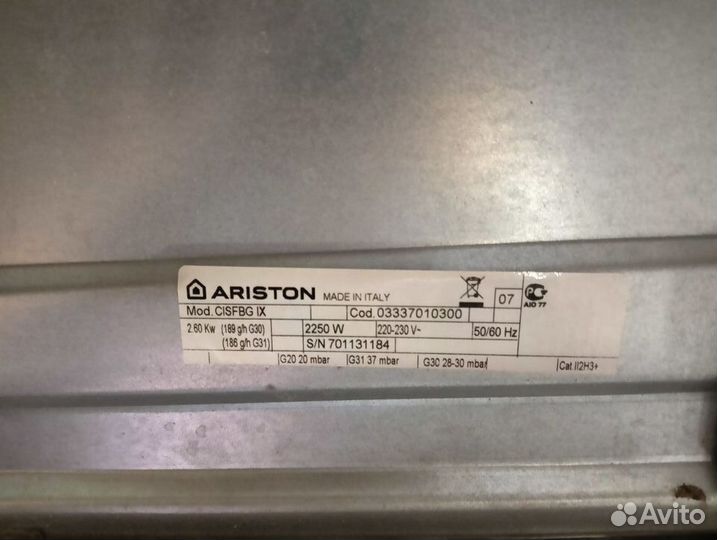 ARISTON MADE IN ITALY 07 РС АЮ 77
Mod. CISFBG IX Cod. 03337010300
2.60 Kw (189 g/h G30) 2250 W 220-230 V~ 50/60 Hz
(186 g/h G31) S/N 701131184
G20 20 mbar G31 37 mbar G30 28-30 mbar Cat II2H3+
Avito